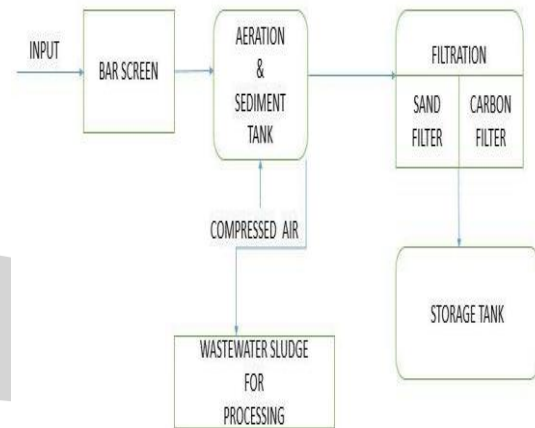 INPUT
BAR SCREEN
AERATION
&
SEDIMENT
TANK
FILTRATION
SAND
FILTER
CARBON
FILTER
COMPRESSED AIR
STORAGE TANK
WASTEWATER SLUDGE
FOR
PROCESSING